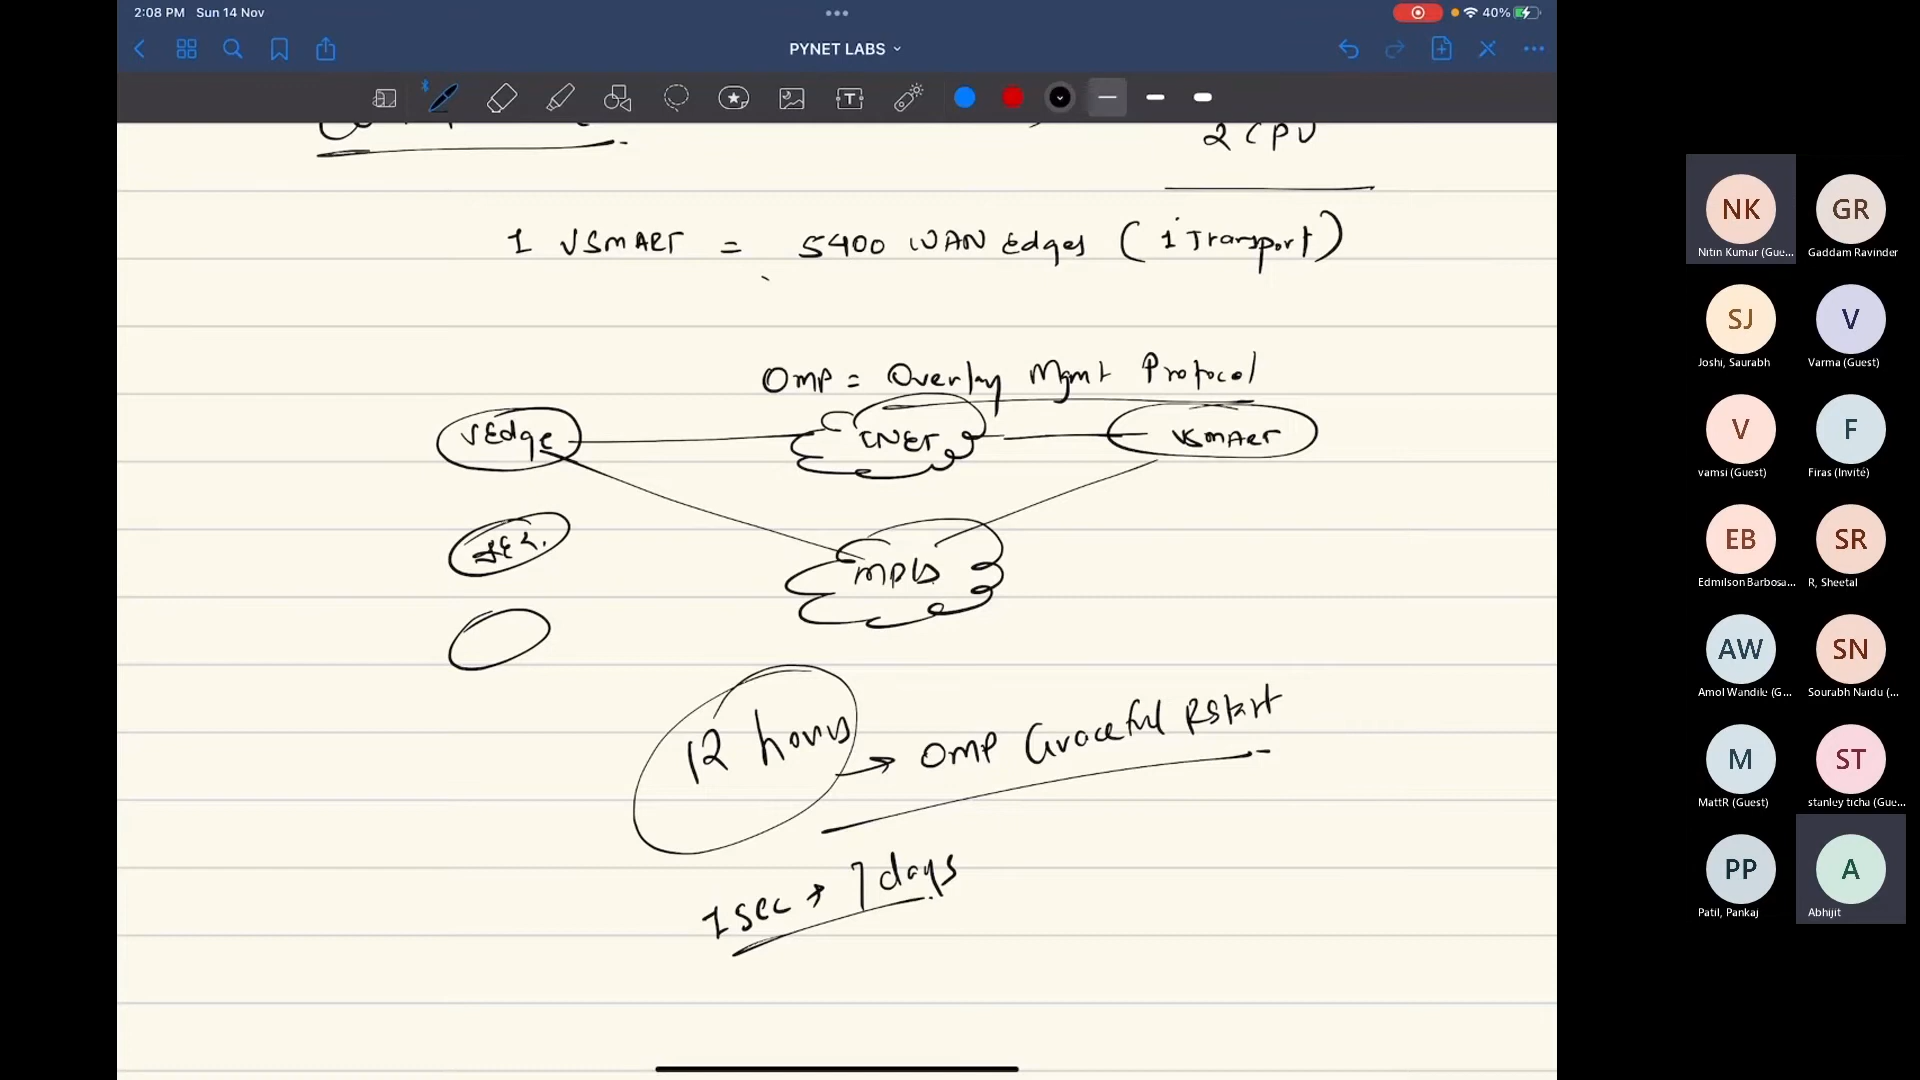 2:08 PM Sun 14 Nov
40%
PYNET LABS
2 CPU
1 VSMART = 5400 WAN Edges (1 Transport)
OMP = Overlay Mgmt Protocol
VEdge
INET
VSMART
MPLS
12 hours → OMP Graceful RStart
1 sec → 7 days
NK
Nitin Kumar (Gue...
GR
Gaddam Ravinder
SJ
Joshi, Saurabh
V
Varma (Guest)
V
vamsi (Guest)
F
Firas (Invité)
EB
Edmilson Barbosa...
SR
R, Sheetal
AW
Amol Wandile (G...
SN
Sourabh Naidu (...
M
MattR (Guest)
ST
stanley ticha (Gue...
PP
Patil, Pankaj
A
Abhijit